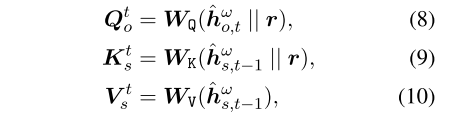 Q_o^t = W_Q(ĥ_{o,t}^ω || r), (8)
K_s^t = W_K(ĥ_{s,t−1}^ω || r), (9)
V_s^t = W_V(ĥ_{s,t−1}^ω), (10)